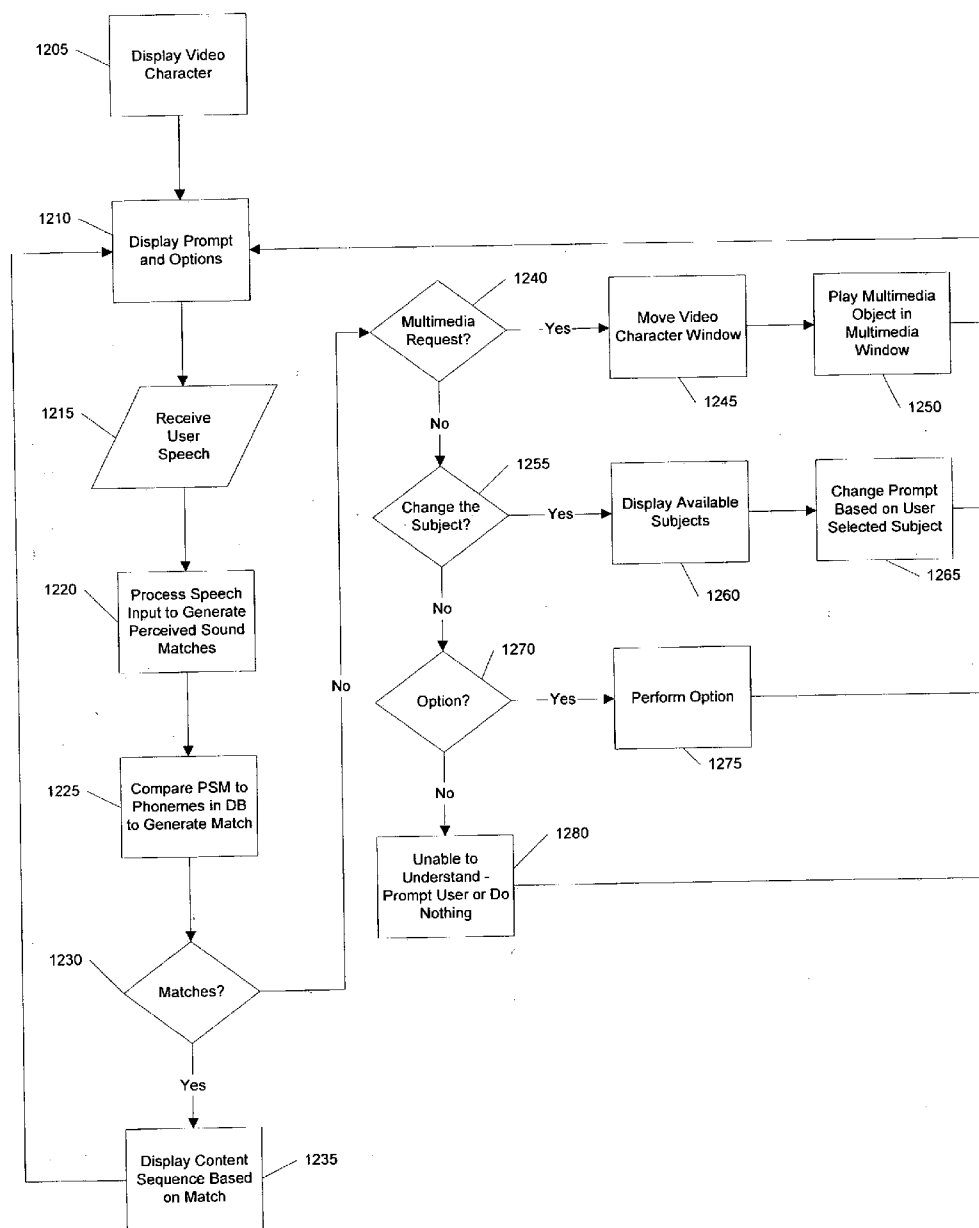 1205
Display Video
Character
1210
Display Prompt
and Options
1215
Receive
User
Speech
1220
Process Speech
Input to Generate
Perceived Sound
Matches
1225
Compare PSM to
Phonemes in DB
to Generate Match
1230
Matches?
No
Yes
Display Content
Sequence Based
on Match
1235
1240
Multimedia
Request?
Yes
Move Video
Character Window
1245
Play Multimedia
Object in
Multimedia
Window
1250
No
1255
Change the
Subject?
Yes
Display Available
Subjects
1260
Change Prompt
Based on User
Selected Subject
1265
No
1270
Option?
Yes
Perform Option
1275
No
1280
Unable to
Understand -
Prompt User or Do
Nothing